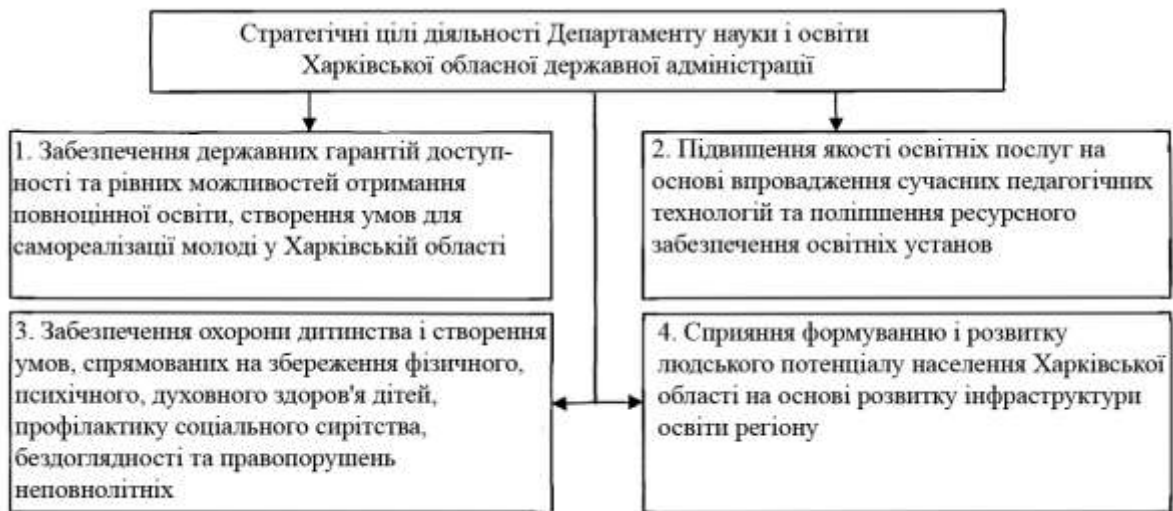 Стратегічні цілі діяльності Департаменту науки і освіти
Харківської обласної державної адміністрації
1. Забезпечення державних гарантій доступ-
ності та рівних можливостей отримання
повноцінної освіти, створення умов для
самореалізації молоді у Харківській області
2. Підвищення якості освітніх послуг на
основі впровадження сучасних педагогічних
технологій та поліпшення ресурсного
забезпечення освітніх установ
3. Забезпечення охорони дитинства і створення
умов, спрямованих на збереження фізичного,
психічного, духовного здоров'я дітей,
профілактику соціального сирітства,
бездоглядності та правопорушень
неповнолітніх
4. Сприяння формуванню і розвитку
людського потенціалу населення Харківської
області на основі розвитку інфраструктури
освіти регіону